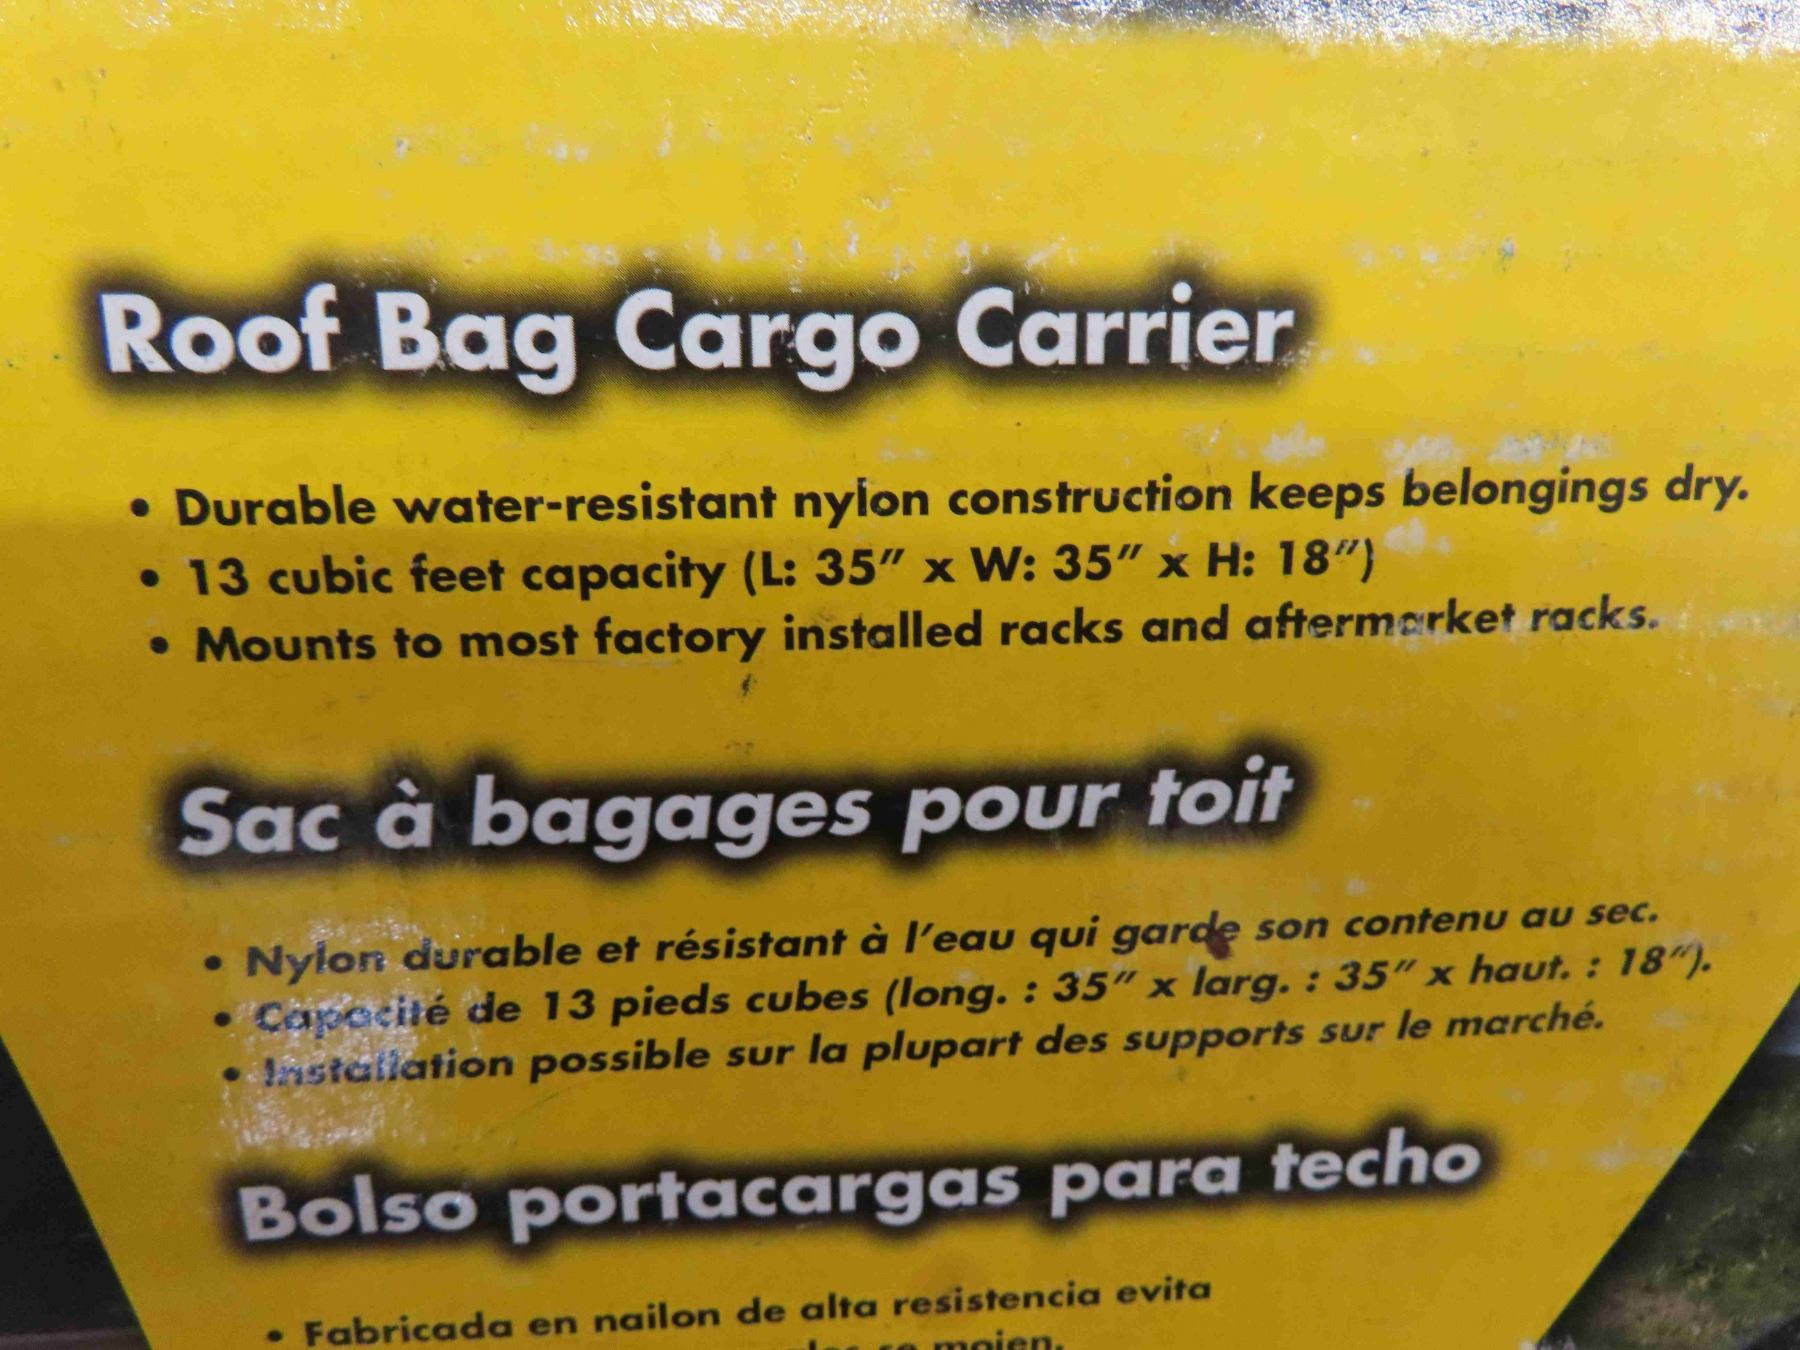 Roof Bag Cargo Carrier
• Durable water-resistant nylon construction keeps belongings dry.
• 13 cubic feet capacity (L: 35" x W: 35" x H: 18")
• Mounts to most factory installed racks and aftermarket racks.
Sac à bagages pour toit
• Nylon durable et résistant à l'eau qui garde son contenu au sec.
• Capacité de 13 pieds cubes (long. : 35" x larg. : 35" x haut. : 18").
• Installation possible sur la plupart des supports sur le marché.
Bolso portacargas para techo
• Fabricada en nailon de alta resistencia evita
se mojen.